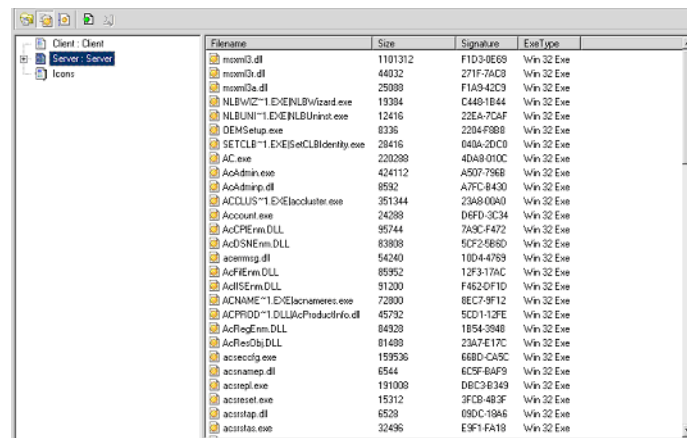 Client : Client
Server : Server
Icons
Filename Size Signature ExeType
msxml3.dll 1101312 F1D3-0E69 Win 32 Exe
msxml3r.dll 44032 271F-7AC8 Win 32 Exe
msxml3a.dll 25088 F1A9-42C9 Win 32 Exe
NLBWIZ~1.EXE|NLBWizard.exe 19384 C448-1B44 Win 32 Exe
NLBUNI~1.EXE|NLBUninst.exe 12416 22EA-7CAF Win 32 Exe
OEMSetup.exe 8336 2204-F8B8 Win 32 Exe
SETCLB~1.EXE|SetCLBIdentity.exe 28416 040A-2DC0 Win 32 Exe
AC.exe 220288 4DA8-010C Win 32 Exe
AcAdmin.exe 424112 A507-796B Win 32 Exe
AcAdminp.dll 8592 A7FC-B430 Win 32 Exe
ACCLUS~1.EXE|accluster.exe 351344 23A8-00A0 Win 32 Exe
Account.exe 24288 D6FD-3C34 Win 32 Exe
AcCPIEnm.DLL 95744 7A9C-F472 Win 32 Exe
AcDSNEnm.DLL 83808 5CF2-5B6D Win 32 Exe
acerrmsg.dll 54240 10D4-4769 Win 32 Exe
AcFilEnm.DLL 85952 12F3-17AC Win 32 Exe
AcIISEnm.DLL 91200 F462-DF1D Win 32 Exe
ACNAME~1.EXE|acnameres.exe 72800 8EC7-9F12 Win 32 Exe
ACPROD~1.DLL|AcProductInfo.dll 45792 5CD1-12FE Win 32 Exe
AcRegEnm.DLL 84928 1B54-3948 Win 32 Exe
AcResObj.DLL 81488 23A7-E17C Win 32 Exe
acseccfg.exe 159536 66BD-CA5C Win 32 Exe
acsnamep.dll 6544 6C5F-BAF9 Win 32 Exe
acsrepl.exe 191008 DBC3-B349 Win 32 Exe
acsreset.exe 15312 3FCB-4B3F Win 32 Exe
acsrstap.dll 6528 09DC-18A6 Win 32 Exe
acsrstas.exe 32496 E9F1-FA18 Win 32 Exe